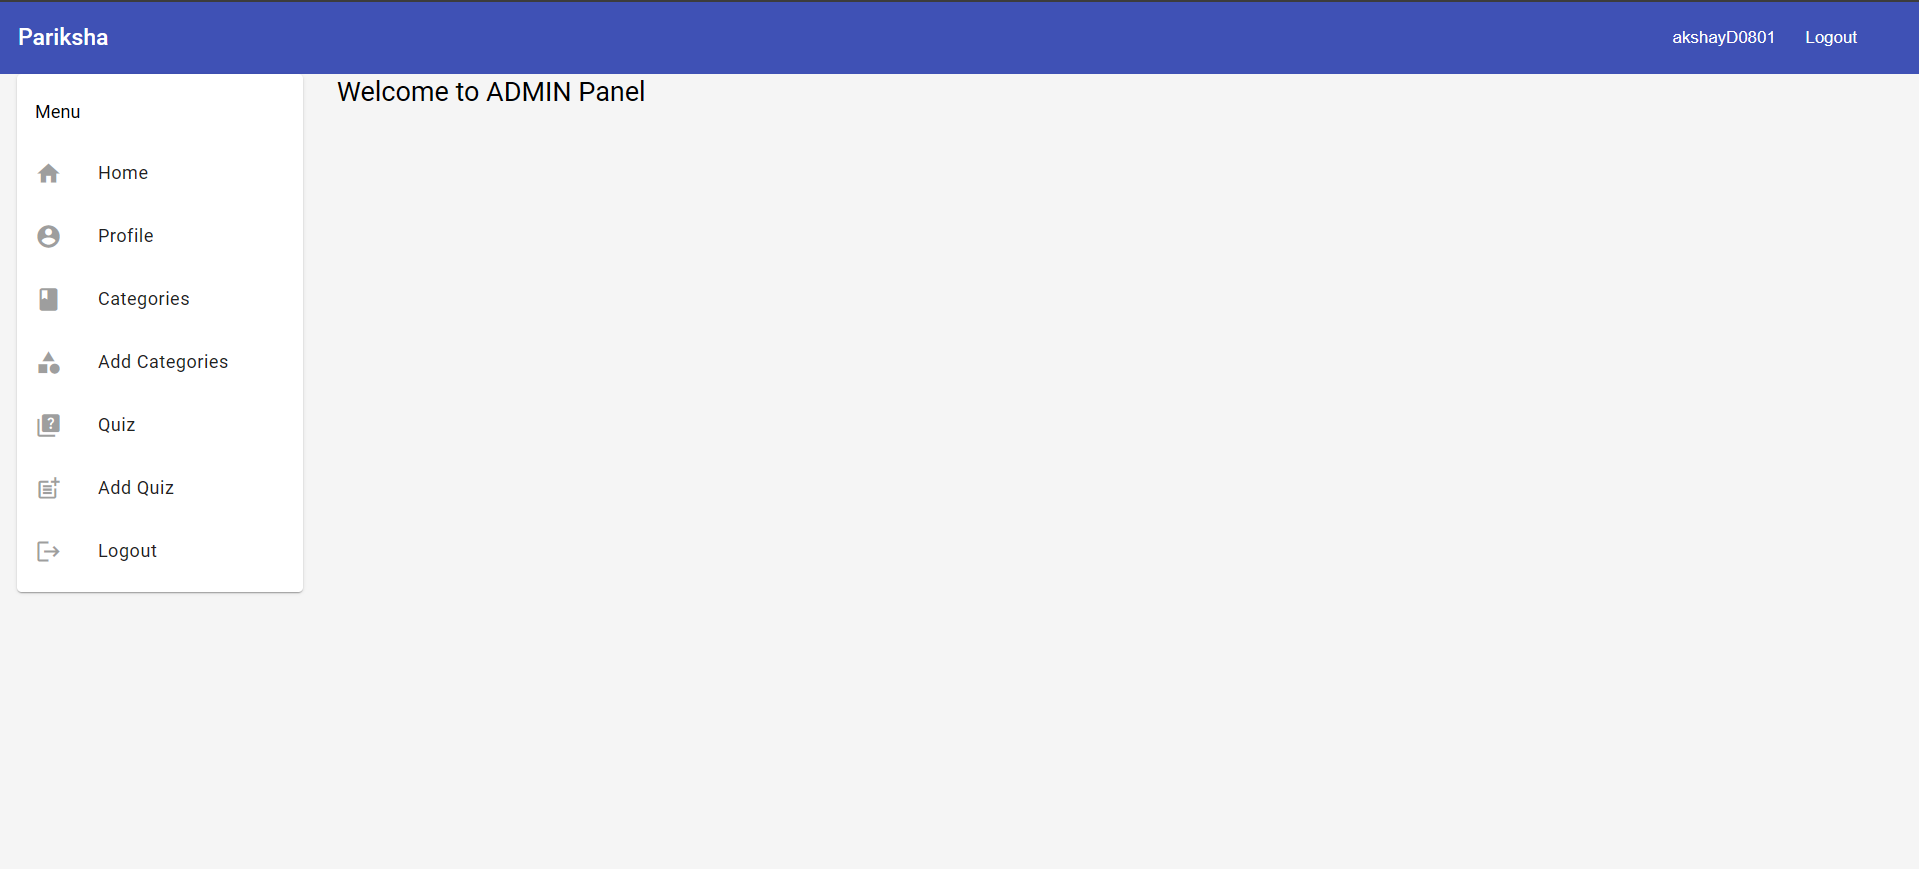 Pariksha
akshayD0801 Logout
Welcome to ADMIN Panel
Menu
Home
Profile
Categories
Add Categories
Quiz
Add Quiz
Logout